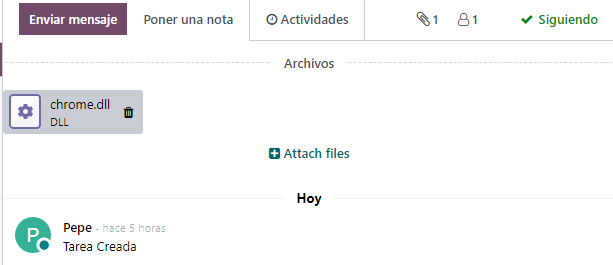 Enviar mensaje Poner una nota Actividades 1 1 Siguiendo
Archivos
chrome.dll
DLL
Attach files
Hoy
P Pepe - hace 5 horas
Tarea Creada